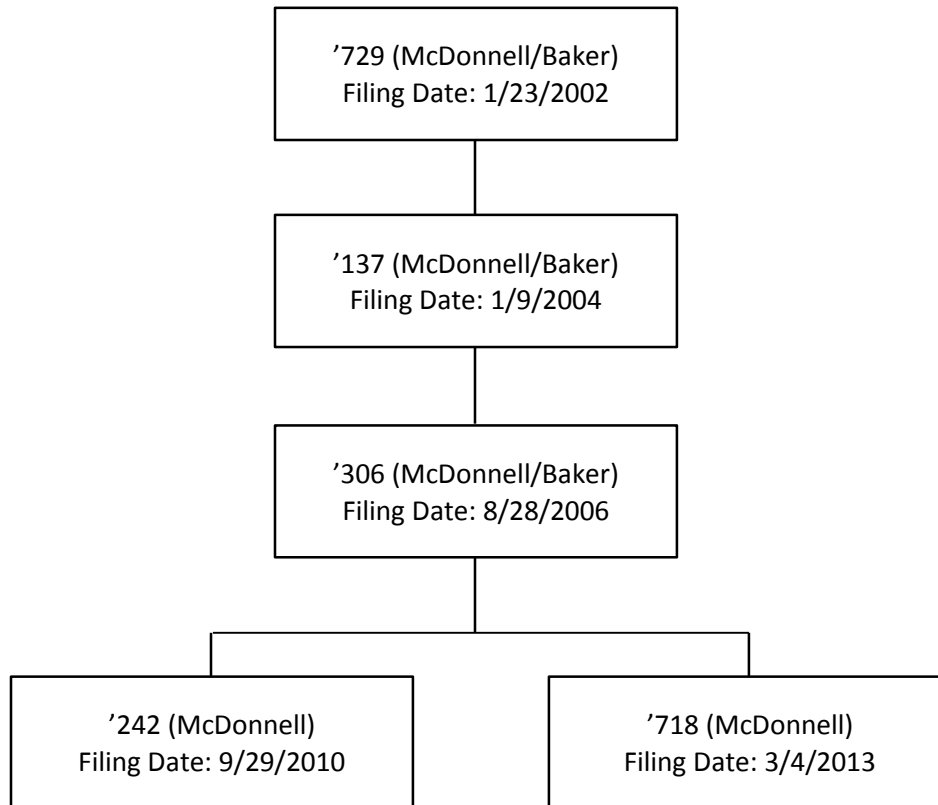 ’729 (McDonnell/Baker)
Filing Date: 1/23/2002
’137 (McDonnell/Baker)
Filing Date: 1/9/2004
’306 (McDonnell/Baker)
Filing Date: 8/28/2006
’242 (McDonnell)
Filing Date: 9/29/2010
’718 (McDonnell)
Filing Date: 3/4/2013